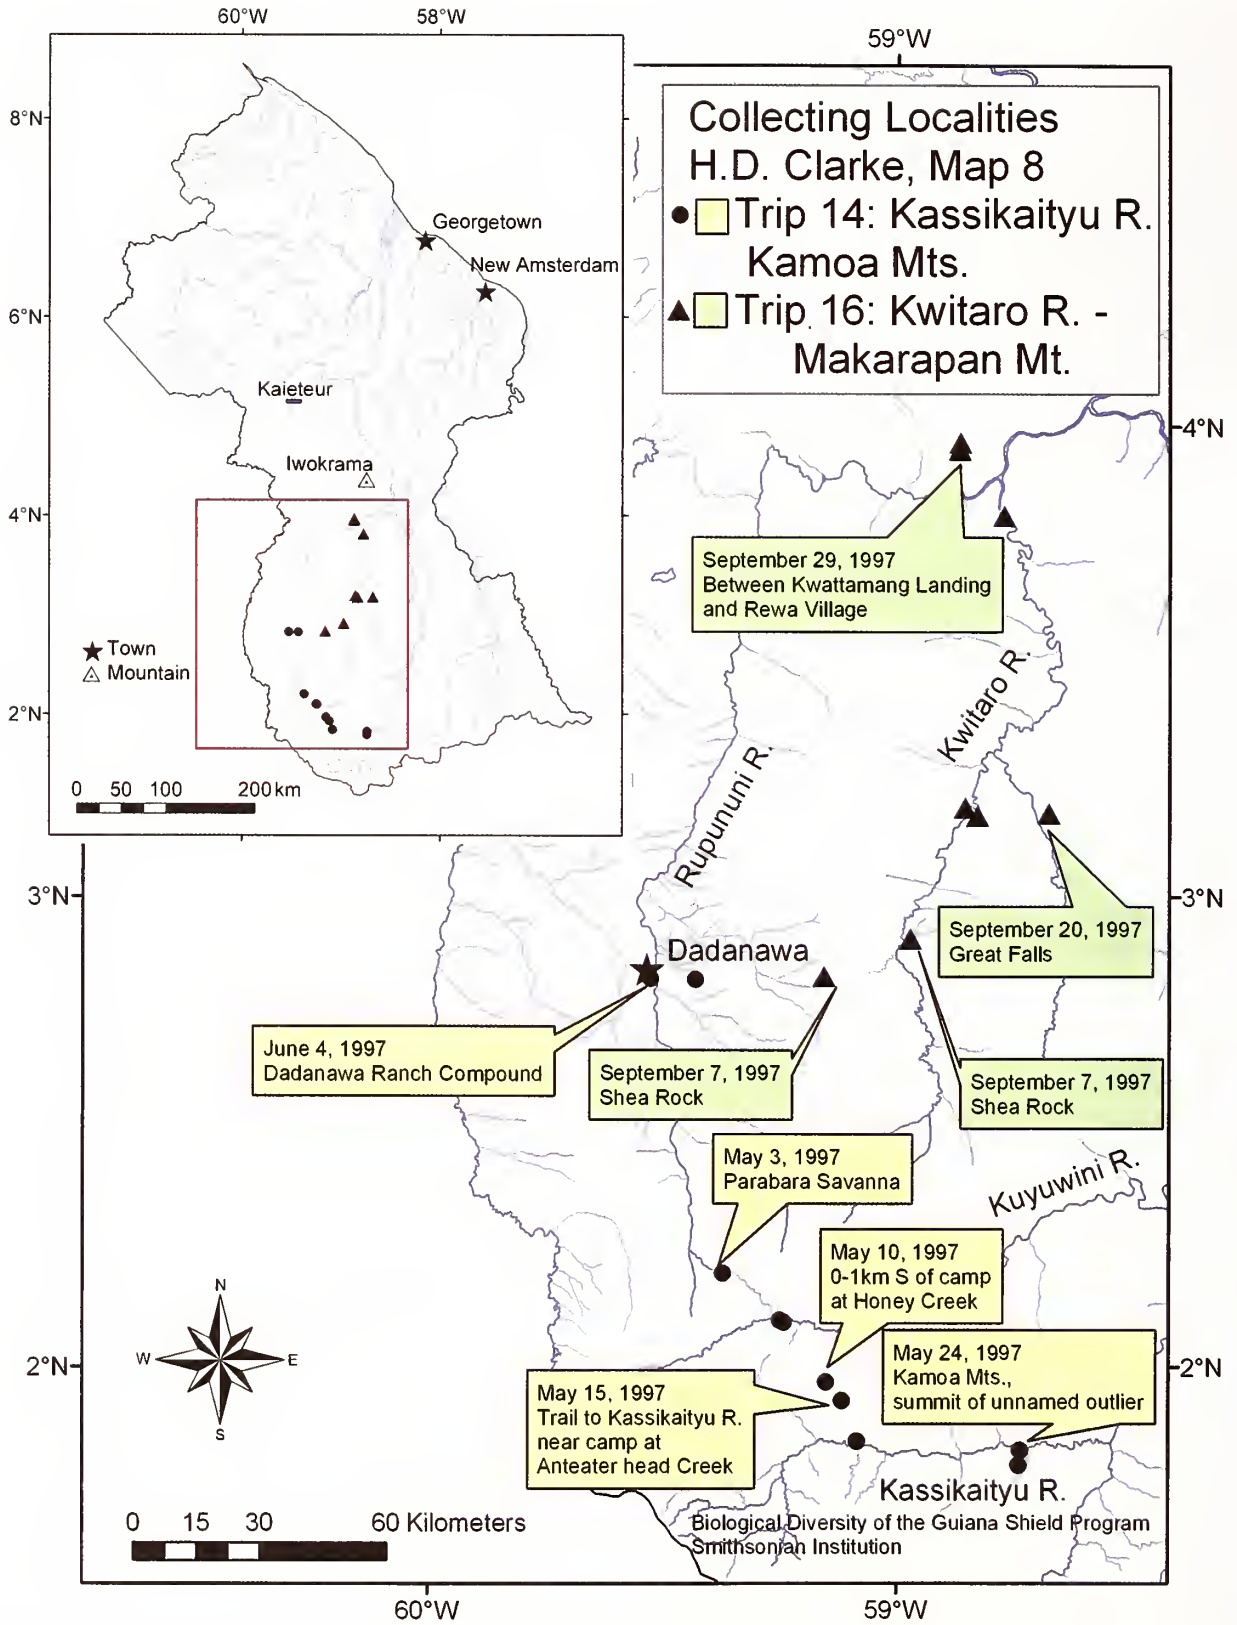 60°W
58°W
8°N
6°N
4°N
2°N
Georgetown
New Amsterdam
Kaieteur
Iwokrama
Town
Mountain
0 50 100 200 km
59°W
Collecting Localities
H.D. Clarke, Map 8
Trip 14: Kassikaityu R.
Kamoa Mts.
Trip 16: Kwitaro R. -
Makarapan Mt.
4°N
September 29, 1997
Between Kwattamang Landing
and Rewa Village
Kwitaro R.
Rupununi R.
3°N
3°N
September 20, 1997
Great Falls
Dadanawa
June 4, 1997
Dadanawa Ranch Compound
September 7, 1997
Shea Rock
September 7, 1997
Shea Rock
May 3, 1997
Parabara Savanna
Kuyuwini R.
May 10, 1997
0-1km S of camp
at Honey Creek
N
W
E
S
2°N
2°N
May 24, 1997
Kamoa Mts.,
summit of unnamed outlier
May 15, 1997
Trail to Kassikaityu R.
near camp at
Anteater head Creek
Kassikaityu R.
0 15 30 60 Kilometers
Biological Diversity of the Guiana Shield Program
Smithsonian Institution
60°W
59°W